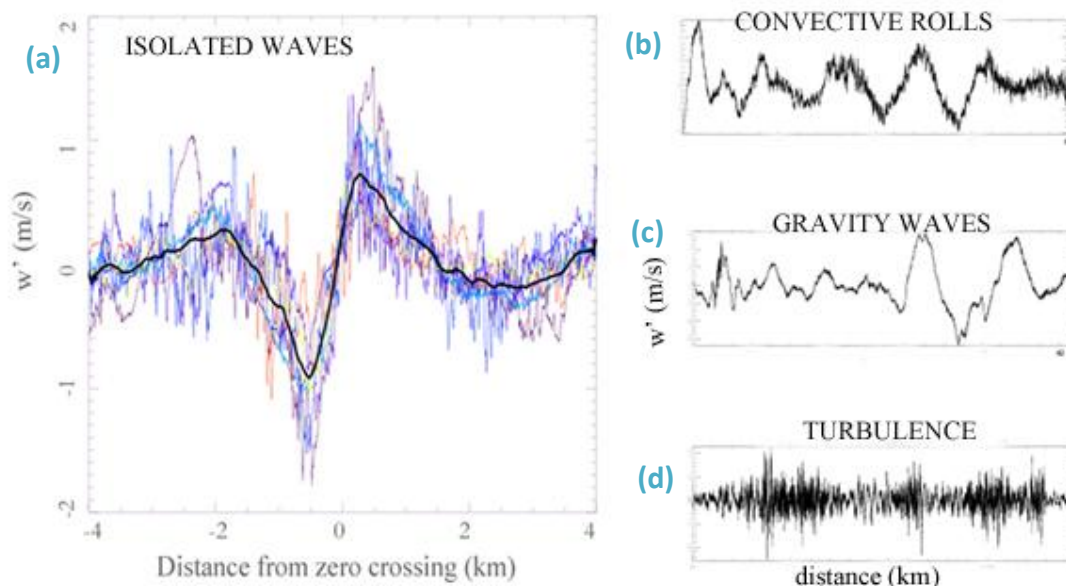 (a)
ISOLATED WAVES
2
1
0
-1
-2
w' (m/s)
-4
-2
0
2
4
Distance from zero crossing (km)
(b)
CONVECTIVE ROLLS
(c)
GRAVITY WAVES
w' (m/s)
TURBULENCE
(d)
distance (km)